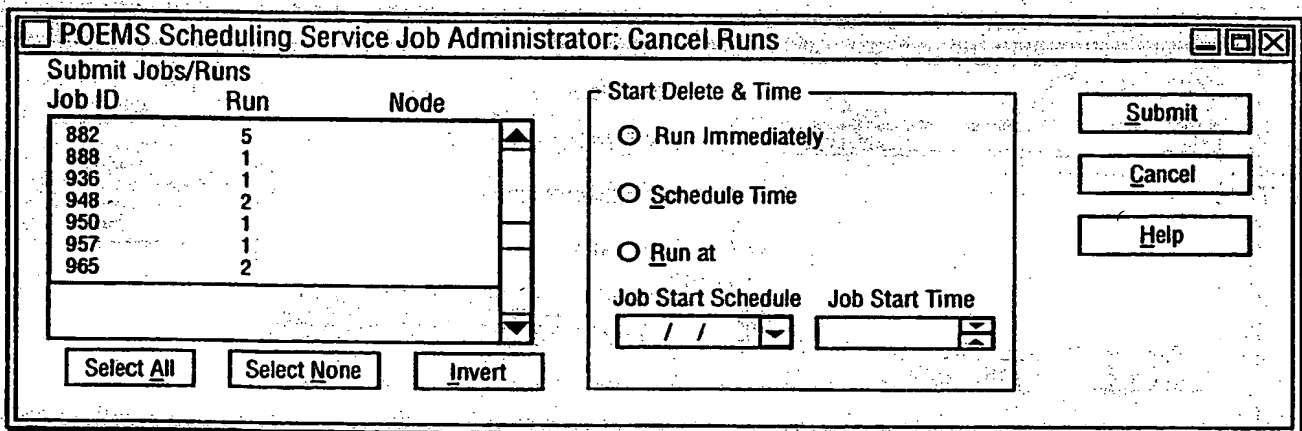 POEMS Scheduling Service Job Administrator: Cancel Runs
Submit Jobs/Runs
Job ID Run Node
882 5
888 1
936 1
948 2
950 1
957 1
965 2
Select All Select None Invert
Start Delete & Time
Run Immediately
Schedule Time
Run at
Job Start Schedule Job Start Time
/ /
Submit
Cancel
Help